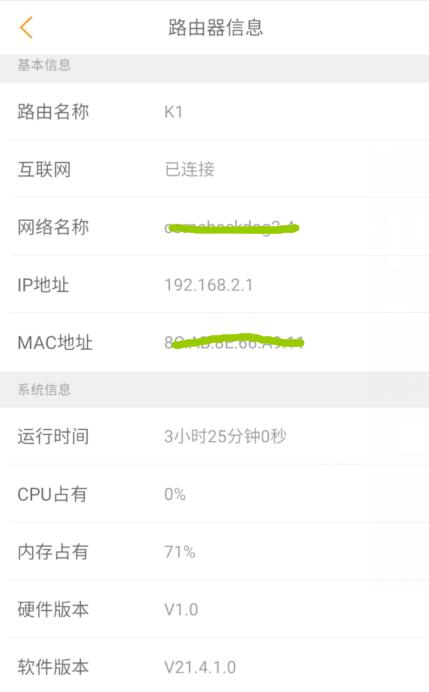 路由器信息
基本信息
路由名称 K1
互联网 已连接
网络名称
IP地址 192.168.2.1
MAC地址
系统信息
运行时间 3小时25分钟0秒
CPU占有 0%
内存占有 71%
硬件版本 V1.0
软件版本 V21.4.1.0